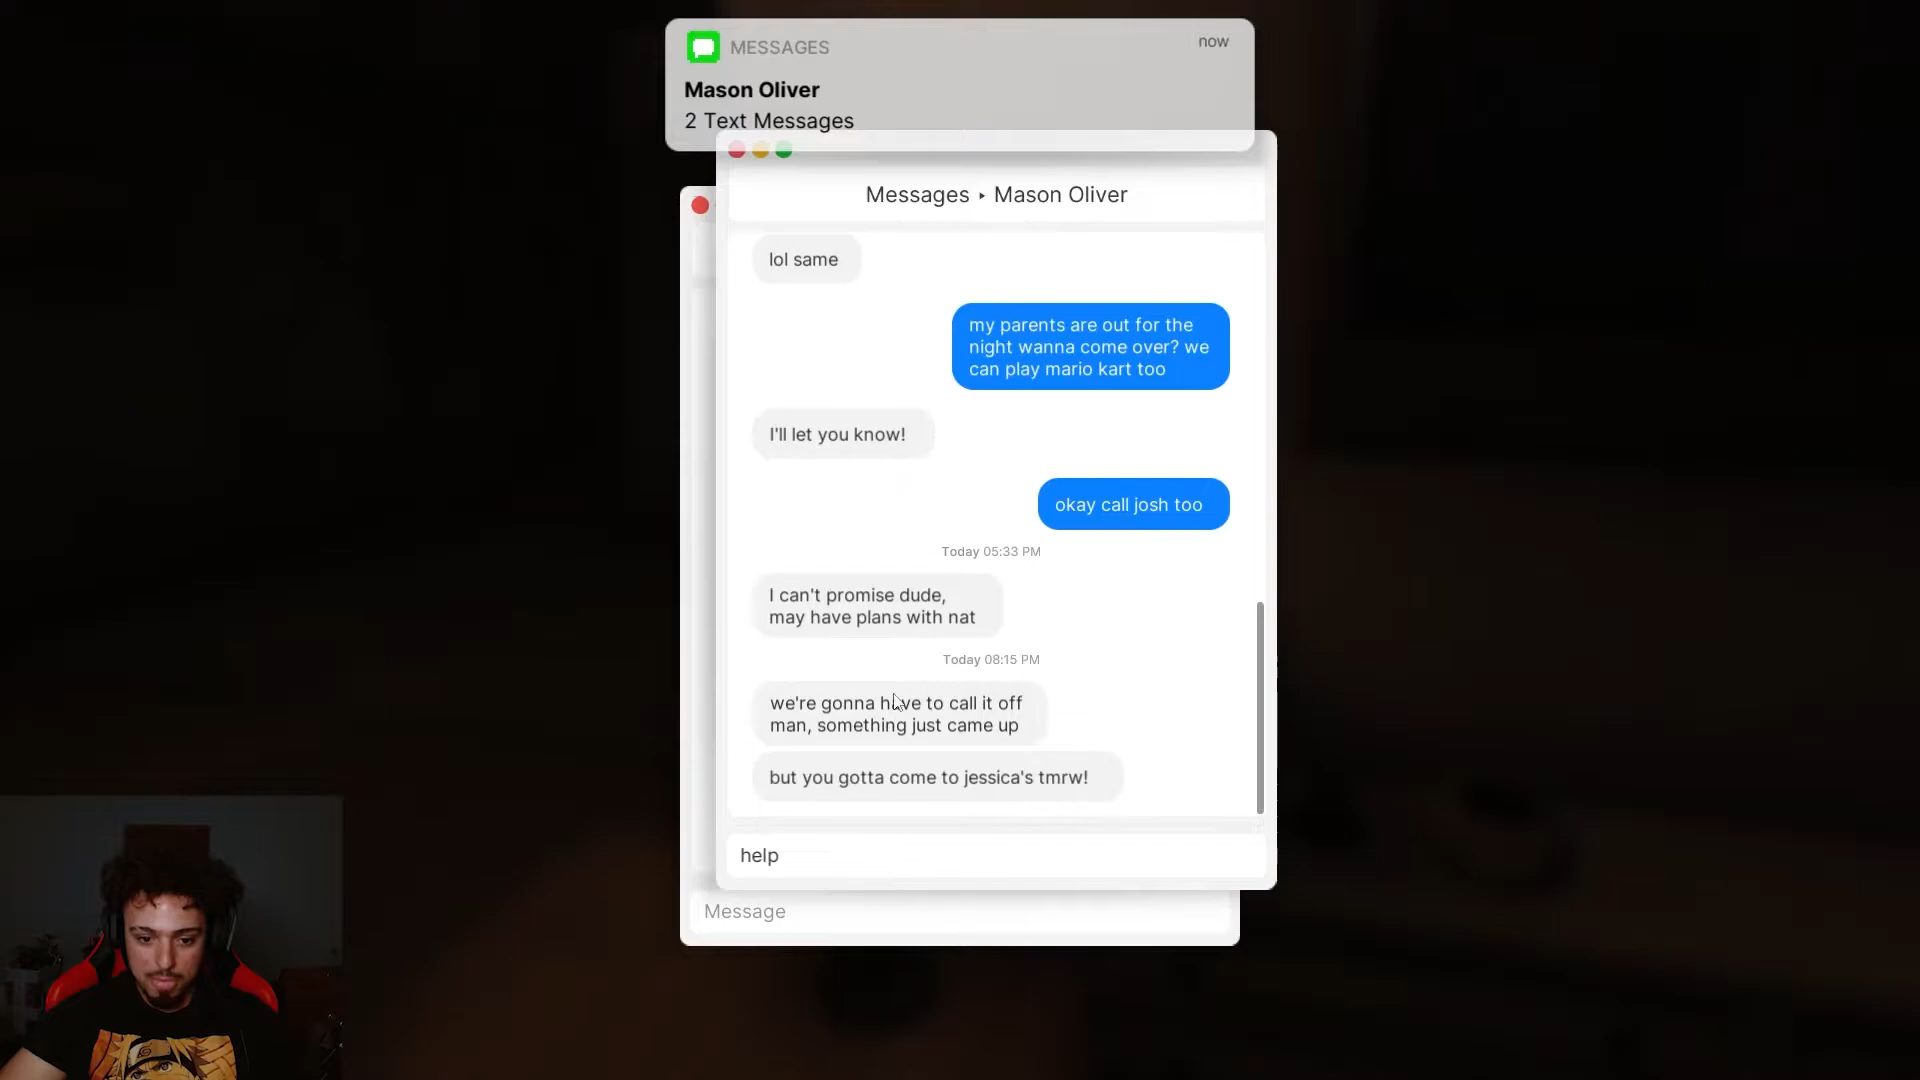 MESSAGES
now
Mason Oliver
2 Text Messages
Messages ▸ Mason Oliver
lol same
my parents are out for the
night wanna come over? we
can play mario kart too
I'll let you know!
okay call josh too
Today 05:33 PM
I can't promise dude,
may have plans with nat
Today 08:15 PM
we're gonna have to call it off
man, something just came up
but you gotta come to jessica's tmrw!
help
Message